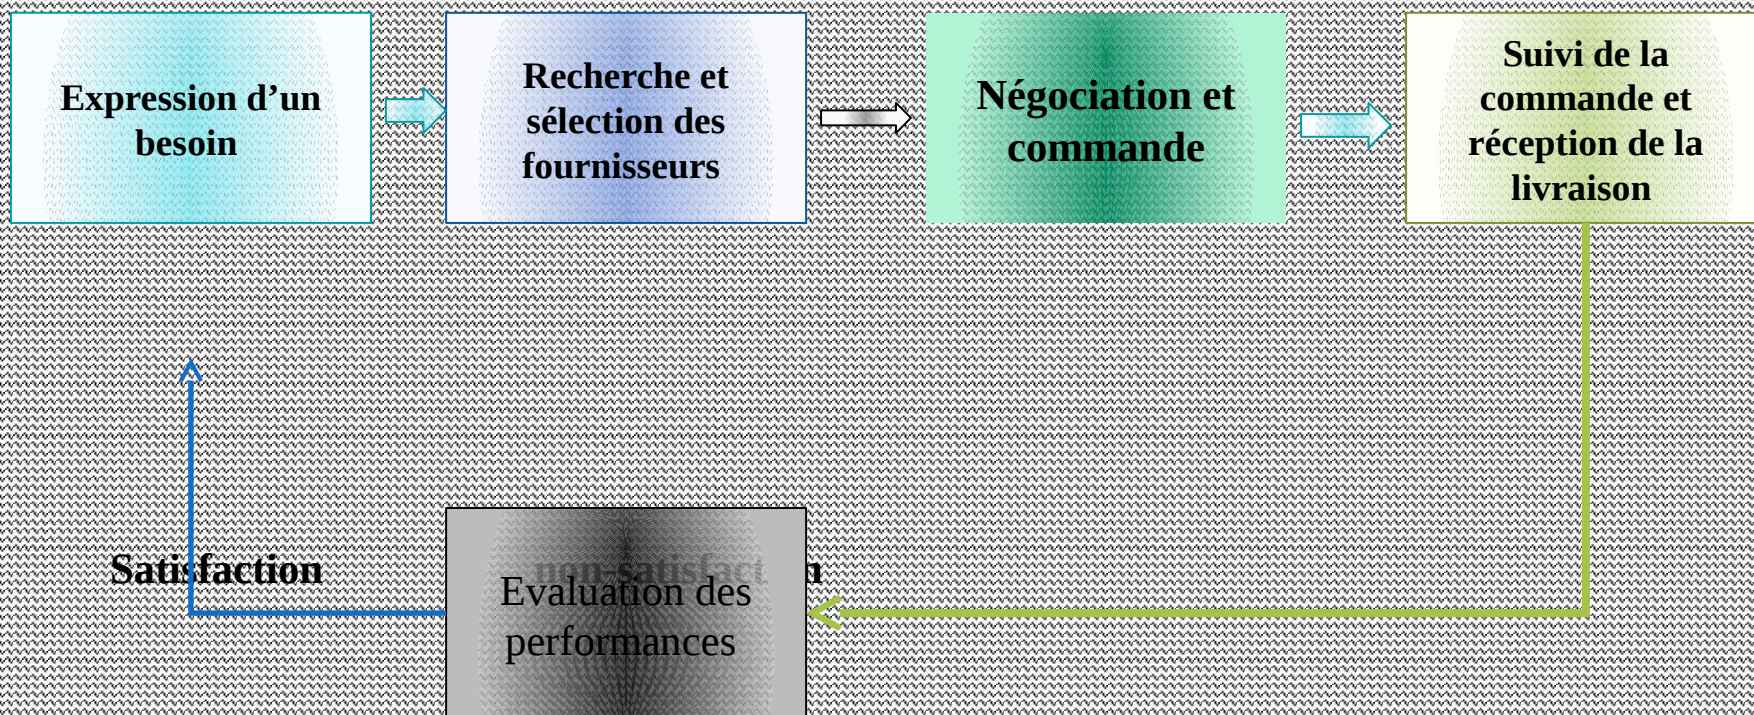 Expression d’un
besoin
Recherche et
sélection des
fournisseurs
Négociation et
commande
Suivi de la
commande et
réception de la
livraison
Satisfaction
Evaluation des
performances